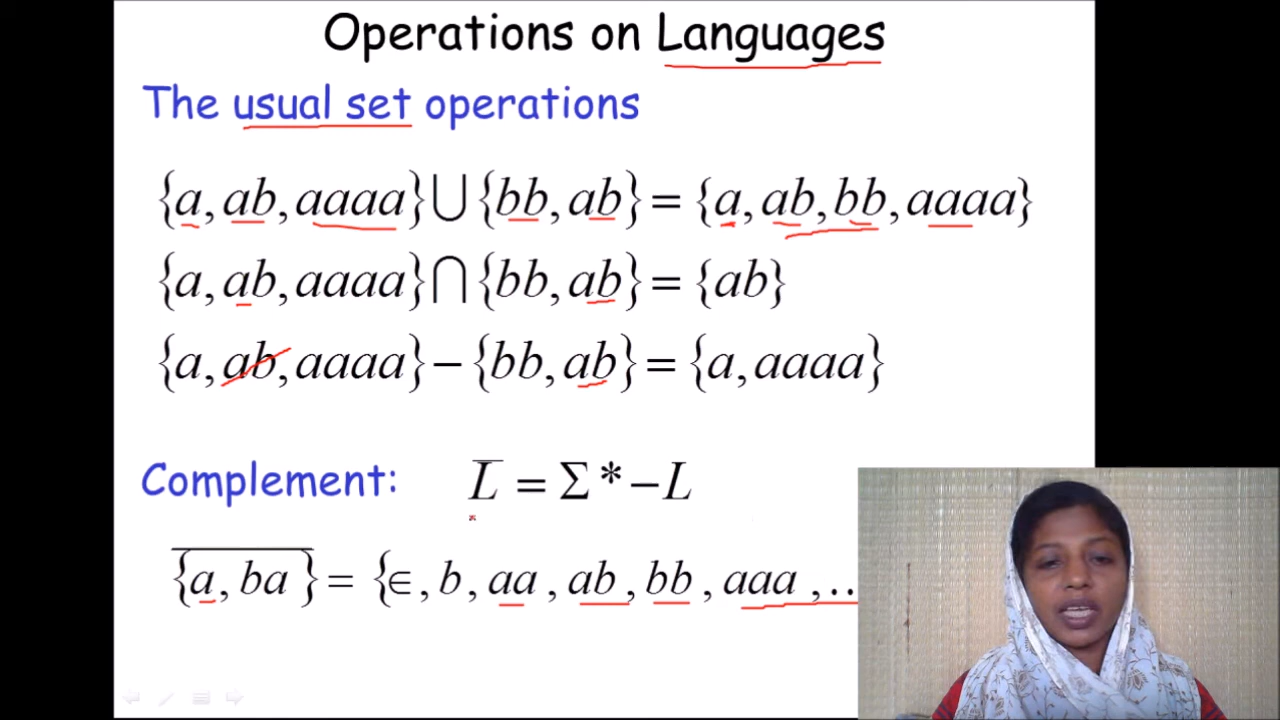 Operations on Languages
The usual set operations
{a, ab, aaaa} ⋃ {bb, ab} = {a, ab, bb, aaaa}
{a, ab, aaaa} ⋂ {bb, ab} = {ab}
{a, ab, aaaa} − {bb, ab} = {a, aaaa}
Complement: L̅ = Σ* − L
{a, ba} = {∈, b, aa, ab, bb, aaa, ...